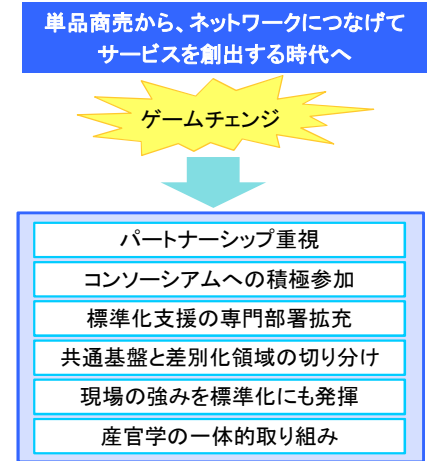 単品商売から、ネットワークにつなげて
サービスを創出する時代へ
ゲームチェンジ
パートナーシップ重視
コンソーシアムへの積極参加
標準化支援の専門部署拡充
共通基盤と差別化領域の切り分け
現場の強みを標準化にも発揮
産官学の一体的取り組み